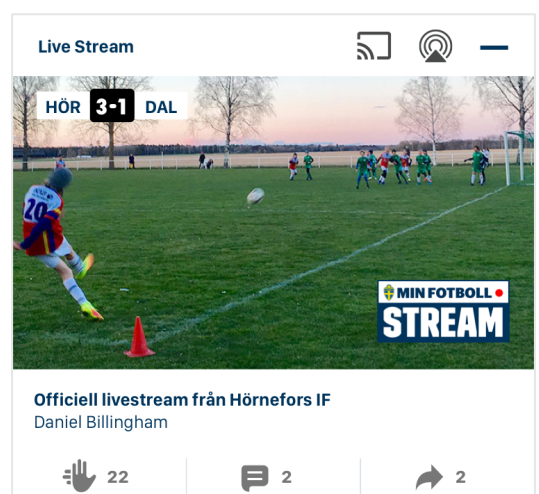 Live Stream
HÖR 3-1 DAL
20
MIN FOTBOLL
STREAM
Officiell livestream från Hörnefors IF
Daniel Billingham
22
2
2